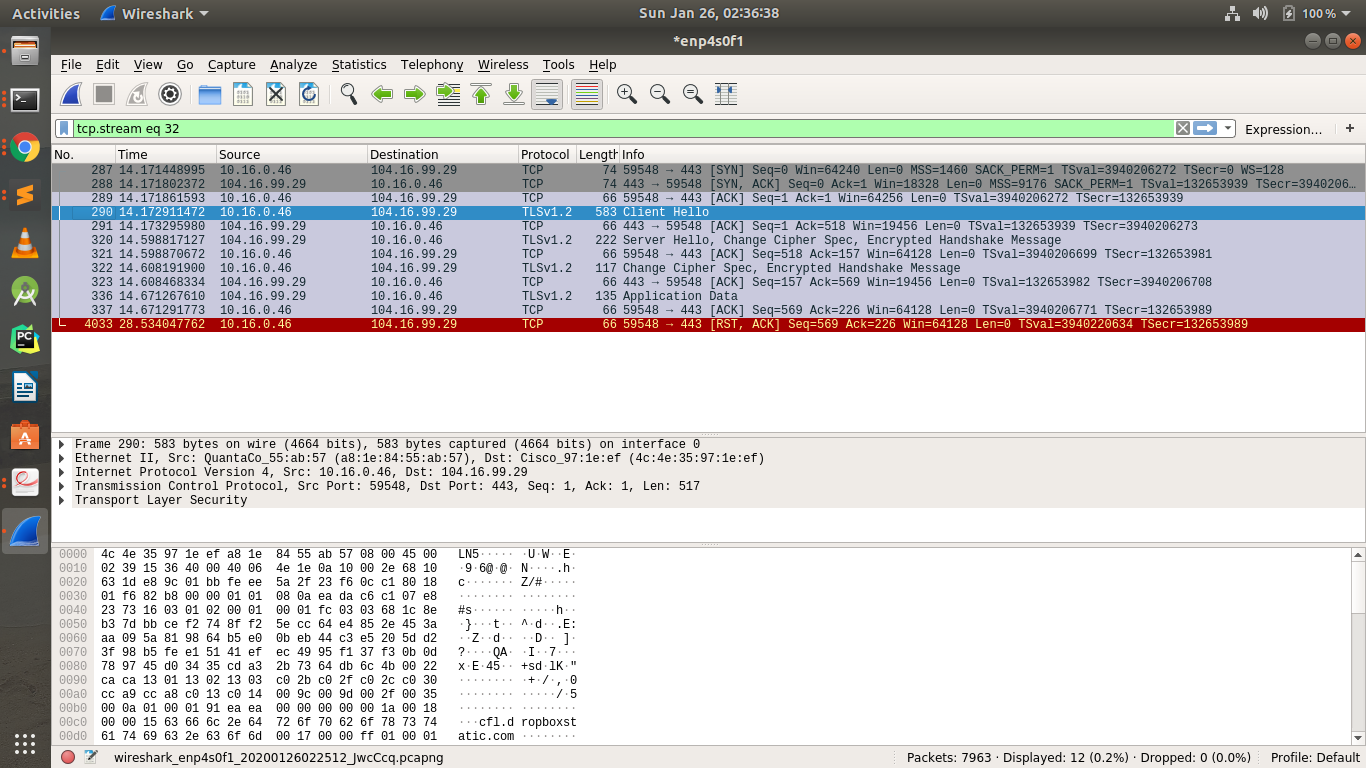 Activities Wireshark Sun Jan 26, 02:36:38 100%
*enp4s0f1
File Edit View Go Capture Analyze Statistics Telephony Wireless Tools Help
tcp.stream eq 32 Expression... +
No. Time Source Destination Protocol Length Info
287 14.171448995 10.16.0.46 104.16.99.29 TCP 74 59548 → 443 [SYN] Seq=0 Win=64240 Len=0 MSS=1460 SACK_PERM=1 TSval=3940206272 TSecr=0 WS=128
288 14.171802372 104.16.99.29 10.16.0.46 TCP 74 443 → 59548 [SYN, ACK] Seq=0 Ack=1 Win=18328 Len=0 MSS=9176 SACK_PERM=1 TSval=132653939 TSecr=3940206...
289 14.171861593 10.16.0.46 104.16.99.29 TCP 66 59548 → 443 [ACK] Seq=1 Ack=1 Win=64256 Len=0 TSval=3940206272 TSecr=132653939
290 14.172911472 10.16.0.46 104.16.99.29 TLSv1.2 583 Client Hello
291 14.173295980 104.16.99.29 10.16.0.46 TCP 66 443 → 59548 [ACK] Seq=1 Ack=518 Win=19456 Len=0 TSval=132653939 TSecr=3940206273
320 14.598817127 104.16.99.29 10.16.0.46 TLSv1.2 222 Server Hello, Change Cipher Spec, Encrypted Handshake Message
321 14.598870672 10.16.0.46 104.16.99.29 TCP 66 59548 → 443 [ACK] Seq=518 Ack=157 Win=64128 Len=0 TSval=3940206699 TSecr=132653981
322 14.608191900 10.16.0.46 104.16.99.29 TLSv1.2 117 Change Cipher Spec, Encrypted Handshake Message
323 14.608468334 104.16.99.29 10.16.0.46 TCP 66 443 → 59548 [ACK] Seq=157 Ack=569 Win=19456 Len=0 TSval=132653982 TSecr=3940206708
336 14.671267610 104.16.99.29 10.16.0.46 TLSv1.2 135 Application Data
337 14.671291773 10.16.0.46 104.16.99.29 TCP 66 59548 → 443 [ACK] Seq=569 Ack=226 Win=64128 Len=0 TSval=3940206771 TSecr=132653989
4033 28.534047762 10.16.0.46 104.16.99.29 TCP 66 59548 → 443 [RST, ACK] Seq=569 Ack=226 Win=64128 Len=0 TSval=3940220634 TSecr=132653989
Frame 290: 583 bytes on wire (4664 bits), 583 bytes captured (4664 bits) on interface 0
Ethernet II, Src: QuantaCo_55:ab:57 (a8:1e:84:55:ab:57), Dst: Cisco_97:1e:ef (4c:4e:35:97:1e:ef)
Internet Protocol Version 4, Src: 10.16.0.46, Dst: 104.16.99.29
Transmission Control Protocol, Src Port: 59548, Dst Port: 443, Seq: 1, Ack: 1, Len: 517
Transport Layer Security
0000 4c 4e 35 97 1e ef a8 1e 84 55 ab 57 08 00 45 00 LN5····· ·U·W··E·
0010 02 39 15 36 40 00 40 06 4e 1e 0a 10 00 2e 68 10 ·9·6@·@· N····.h·
0020 63 1d e8 9c 01 bb fe ee 5a 2f 23 f6 0c c1 80 18 c······· Z/#·····
0030 01 f6 82 b8 00 00 01 01 08 0a ea da c6 c1 07 e8 ········ ········
0040 23 73 16 03 01 02 00 01 00 01 fc 03 03 68 1c 8e #s······ ·····h··
0050 b3 7d bb ce f2 74 8f f2 5e cc 64 e4 85 2e 45 3a ·}···t·· ^·d··.E:
0060 aa 09 5a 81 98 64 b5 e0 0b eb 44 c3 e5 20 5d d2 ··Z··d·· ··D·· ]·
0070 3f 98 b5 fe e1 51 41 ef ec 49 95 f1 37 f3 0b 0d ?····QA· ·I··7···
0080 78 97 45 d0 34 35 cd a3 2b 73 64 db 6c 4b 00 22 x·E·45·· +sd·lK·"
0090 ca ca 13 01 13 02 13 03 c0 2b c0 2f c0 2c c0 30 ········ ·+·/·,·0
00a0 cc a9 cc a8 c0 13 c0 14 00 9c 00 9d 00 2f 00 35 ········ ·····/·5
00b0 00 0a 01 00 01 91 ea ea 00 00 00 00 00 1a 00 18 ········ ········
00c0 00 00 15 63 66 6c 2e 64 72 6f 70 62 6f 78 73 74 ···cfl.d ropboxst
00d0 61 74 69 63 2e 63 6f 6d 00 17 00 00 ff 01 00 01 atic.com ········
wireshark_enp4s0f1_20200126022512_JwcCcq.pcapng Packets: 7963 · Displayed: 12 (0.2%) · Dropped: 0 (0.0%) Profile: Default